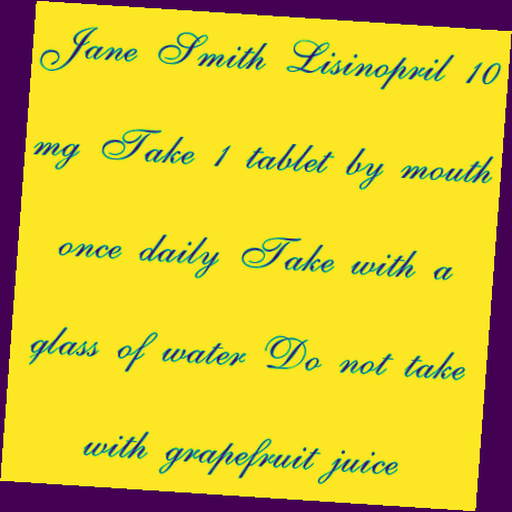 Jane Smith Lisinopril 10
mg Take 1 tablet by mouth
once daily Take with a
glass of water Do not take
with grapefruit juice